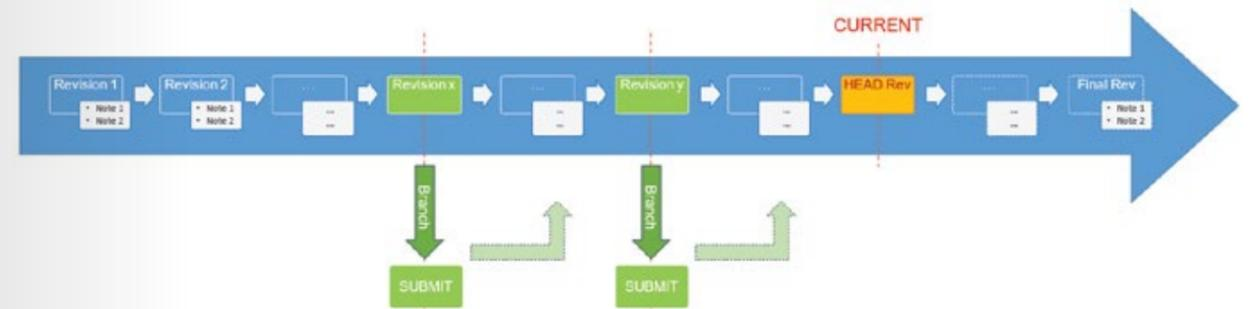 CURRENT
Revision 1
• Note 1
• Note 2
Revision 2
• Note 1
• Note 2
...
...
...
Revision x
...
...
...
Revision y
...
...
...
HEAD Rev
...
...
...
Final Rev
• Note 1
• Note 2
Branch
Branch
SUBMIT
SUBMIT